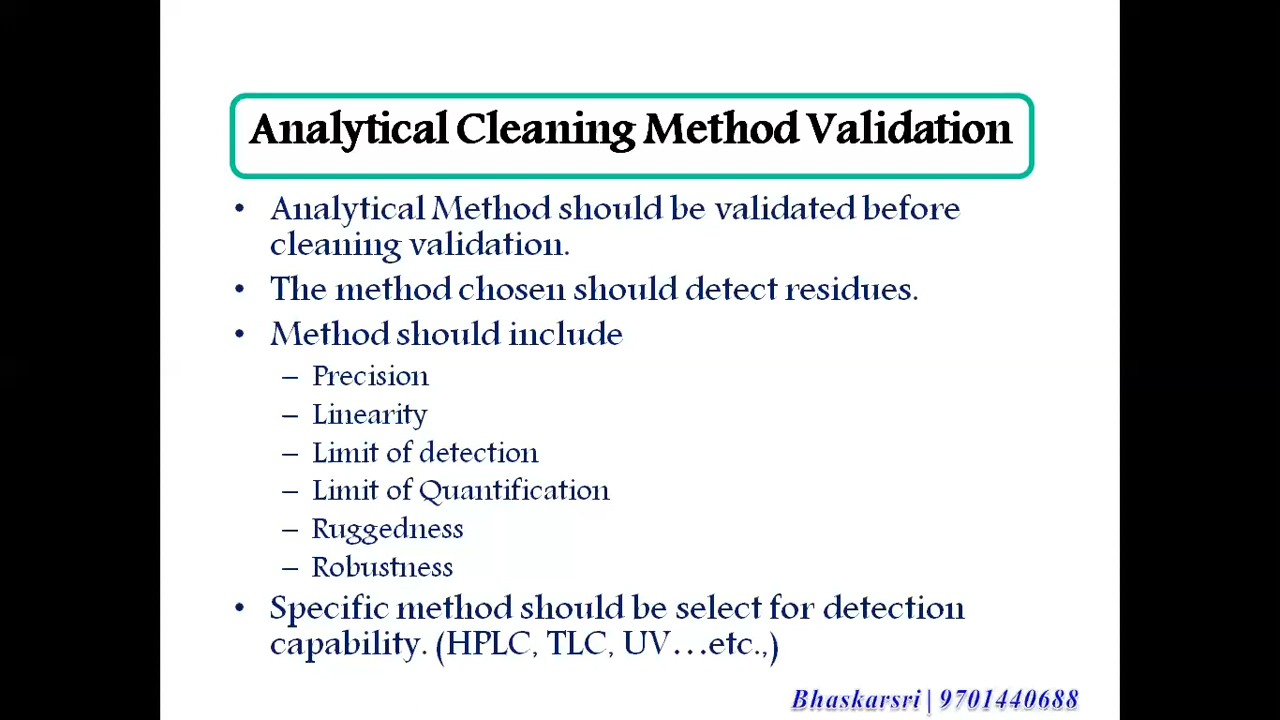 Analytical Cleaning Method Validation
• Analytical Method should be validated before
cleaning validation.
• The method chosen should detect residues.
• Method should include
– Precision
– Linearity
– Limit of detection
– Limit of Quantification
– Ruggedness
– Robustness
• Specific method should be select for detection
capability. (HPLC, TLC, UV...etc.,)
Bhaskarsri | 9701440688